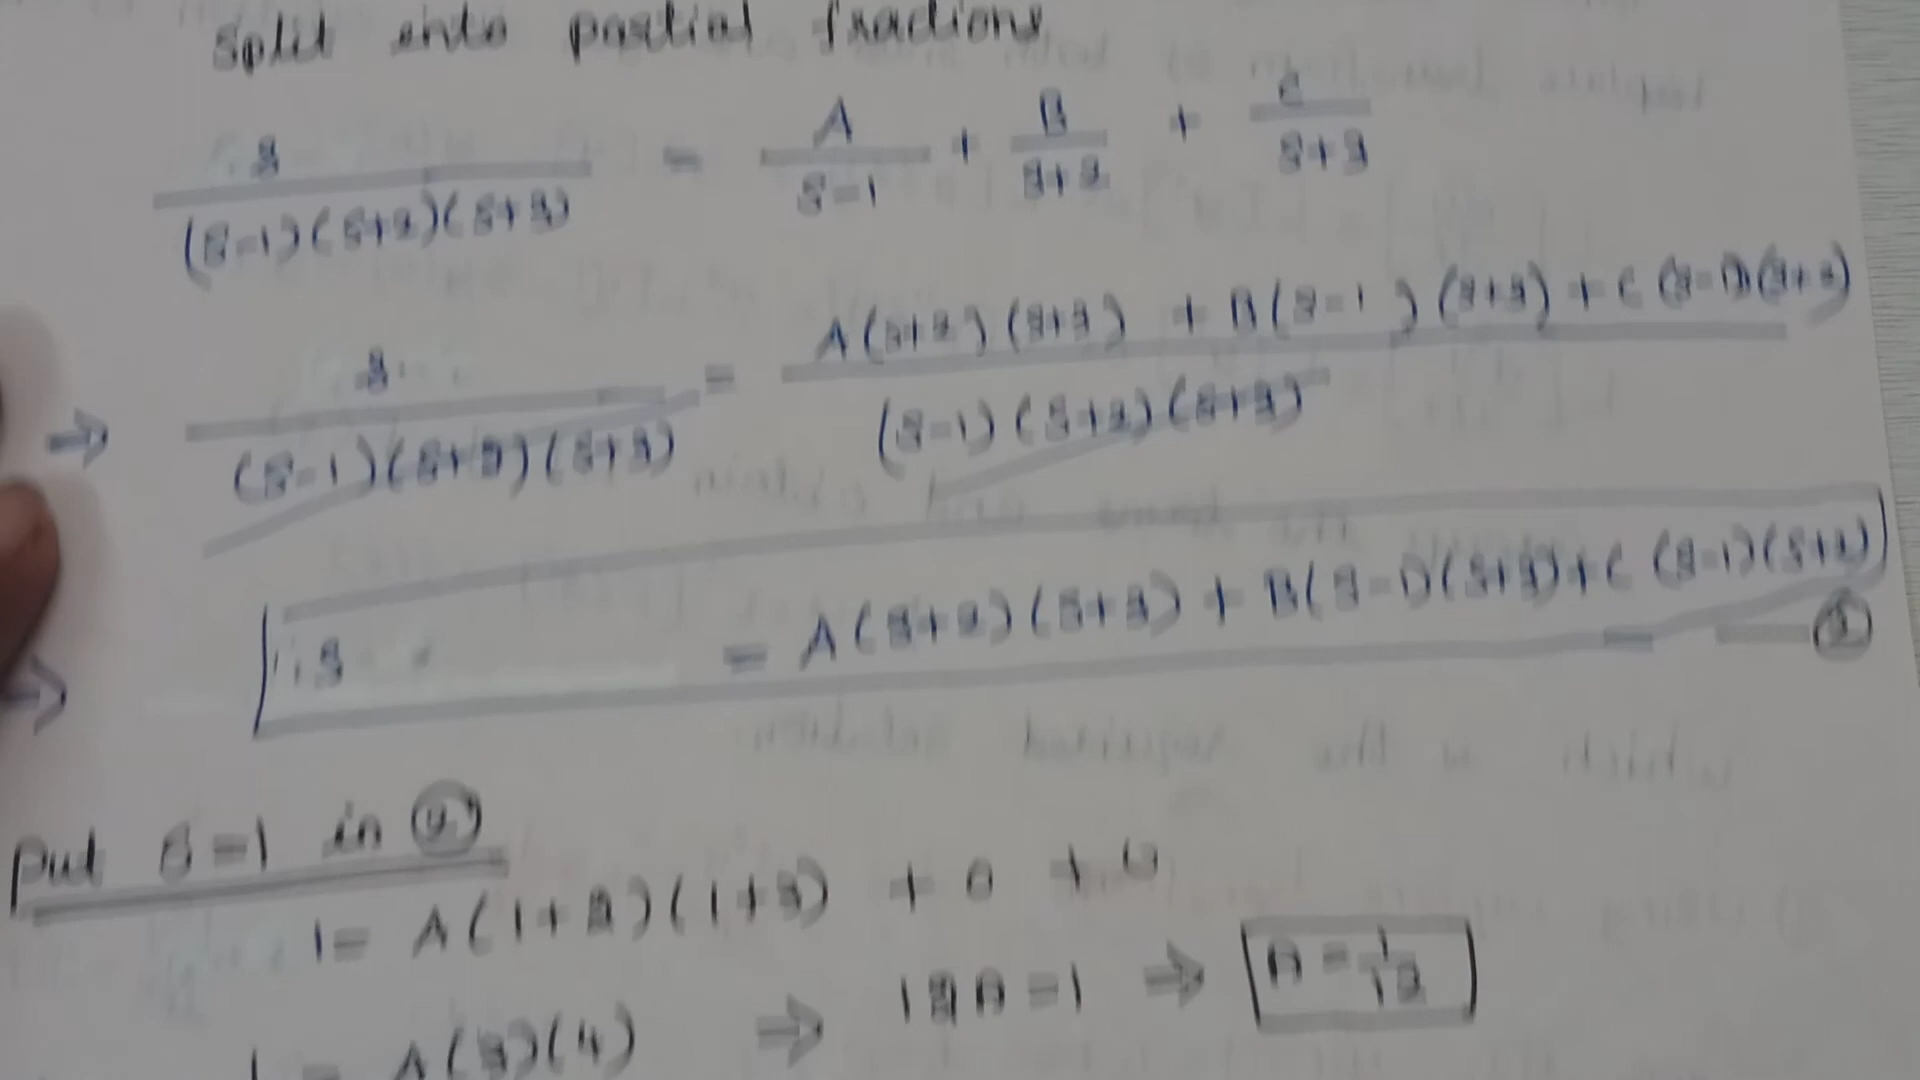 Split into partial fractions
s / (s-1)(s+2)(s+3) = A / s-1 + B / s+2 + C / s+3
⇒ s / (s-1)(s+2)(s+3) = A(s+2)(s+3) + B(s-1)(s+3) + C(s-1)(s+2) / (s-1)(s+2)(s+3)
⇒ s = A(s+2)(s+3) + B(s-1)(s+3) + C(s-1)(s+2) — ②
put s=1 in ②
1 = A(1+2)(1+3) + 0 + 0
1 = A(3)(4) ⇒ 12A = 1 ⇒ A = 1/12